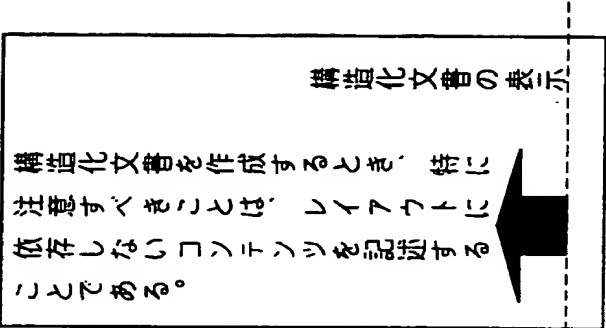 構造化文書の表示
構造化文書を作成するとき、特に
注意すべきことは、レイアウトに
依存しないコンテンツを記述する
ことである。